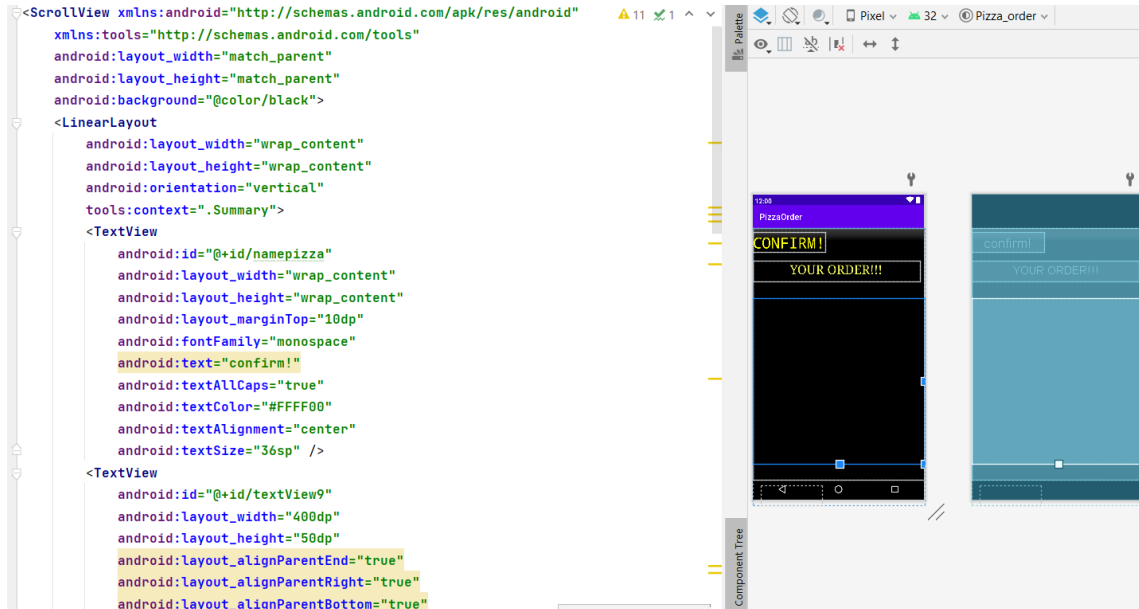 <ScrollView xmlns:android="http://schemas.android.com/apk/res/android"
xmlns:tools="http://schemas.android.com/tools"
android:layout_width="match_parent"
android:layout_height="match_parent"
android:background="@color/black">
<LinearLayout
android:layout_width="wrap_content"
android:layout_height="wrap_content"
android:orientation="vertical"
tools:context=".Summary">
<TextView
android:id="@+id/namepizza"
android:layout_width="wrap_content"
android:layout_height="wrap_content"
android:layout_marginTop="10dp"
android:fontFamily="monospace"
android:text="confirm!"
android:textAllCaps="true"
android:textColor="#FFFF00"
android:textAlignment="center"
android:textSize="36sp" />
<TextView
android:id="@+id/textView9"
android:layout_width="400dp"
android:layout_height="50dp"
android:layout_alignParentEnd="true"
android:layout_alignParentRight="true"
android:layout_alignParentBottom="true"
11 1
Palette
Pixel 32 Pizza_order
12:00
PizzaOrder
CONFIRM!
YOUR ORDER!!!
confirm!
YOUR ORDER!!!
Component Tree